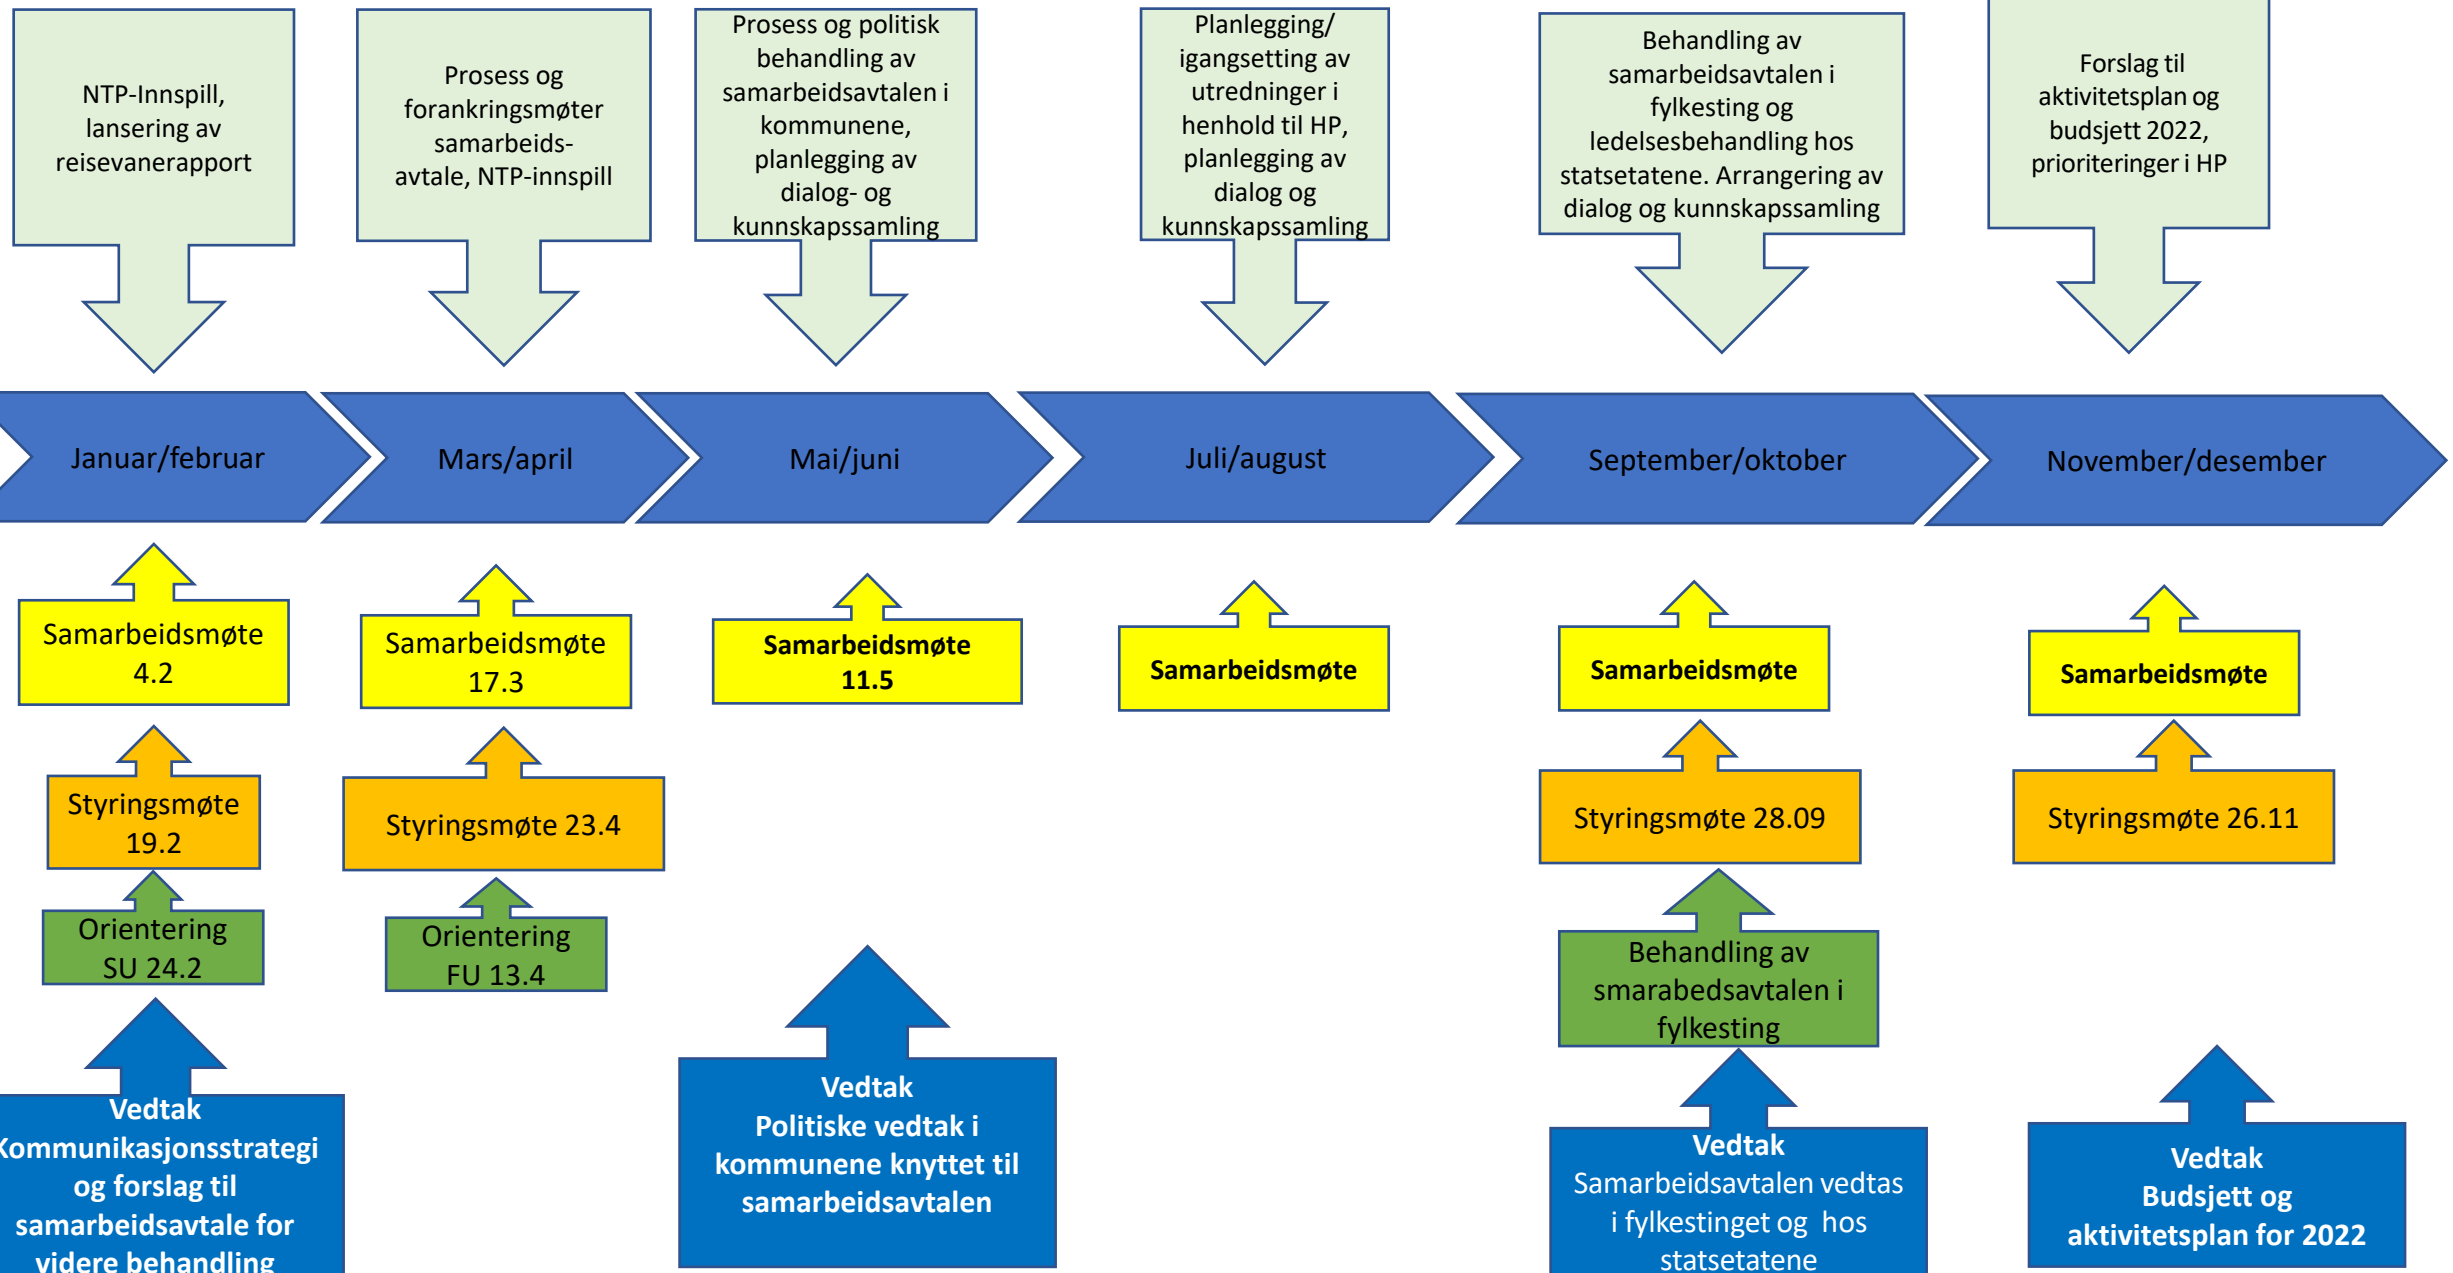 NTP-Innspill,
lansering av
reisevanerapport
Prosess og
forankringsmøter
samarbeids-
avtale, NTP-innspill
Prosess og politisk
behandling av
samarbeidsavtalen i
kommunene,
planlegging av
dialog- og
kunnskapssamling
Planlegging/
igangsetting av
utredninger i
henhold til HP,
planlegging av
dialog og
kunnskapssamling
Behandling av
samarbeidsavtalen i
fylkesting og
ledelsesbehandling hos
statsetatene. Arrangering av
dialog og kunnskapssamling
Forslag til
aktivitetsplan og
budsjett 2022,
prioriteringer i HP
Januar/februar
Mars/april
Mai/juni
Juli/august
September/oktober
November/desember
Samarbeidsmøte
4.2
Samarbeidsmøte
17.3
Samarbeidsmøte
11.5
Samarbeidsmøte
Samarbeidsmøte
Samarbeidsmøte
Styringsmøte
19.2
Styringsmøte 23.4
Styringsmøte 28.09
Styringsmøte 26.11
Orientering
SU 24.2
Orientering
FU 13.4
Behandling av
smarabedsavtalen i
fylkesting
Vedtak
Kommunikasjonsstrategi
og forslag til
samarbeidsavtale for
videre behandling
Vedtak
Politiske vedtak i
kommunene knyttet til
samarbeidsavtalen
Vedtak
Samarbeidsavtalen vedtas
i fylkestinget og  hos
statsetatene
Vedtak
Budsjett og
aktivitetsplan for 2022